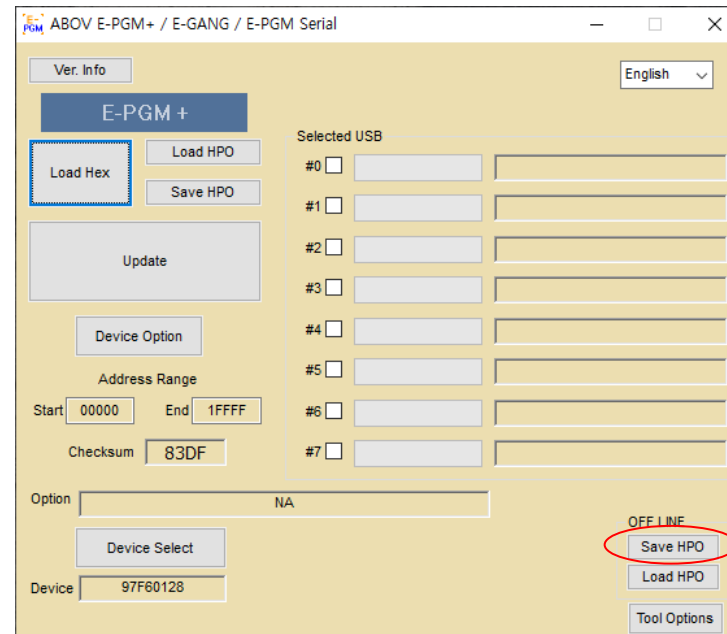 E-PGM ABOV E-PGM+ / E-GANG / E-PGM Serial
Ver. Info
English
E-PGM +
Load Hex
Load HPO
Save HPO
Update
Device Option
Address Range
Start 00000 End 1FFFF
Checksum 83DF
Selected USB
#0
#1
#2
#3
#4
#5
#6
#7
Option NA
Device Select
Device 97F60128
OFF LINE
Save HPO
Load HPO
Tool Options